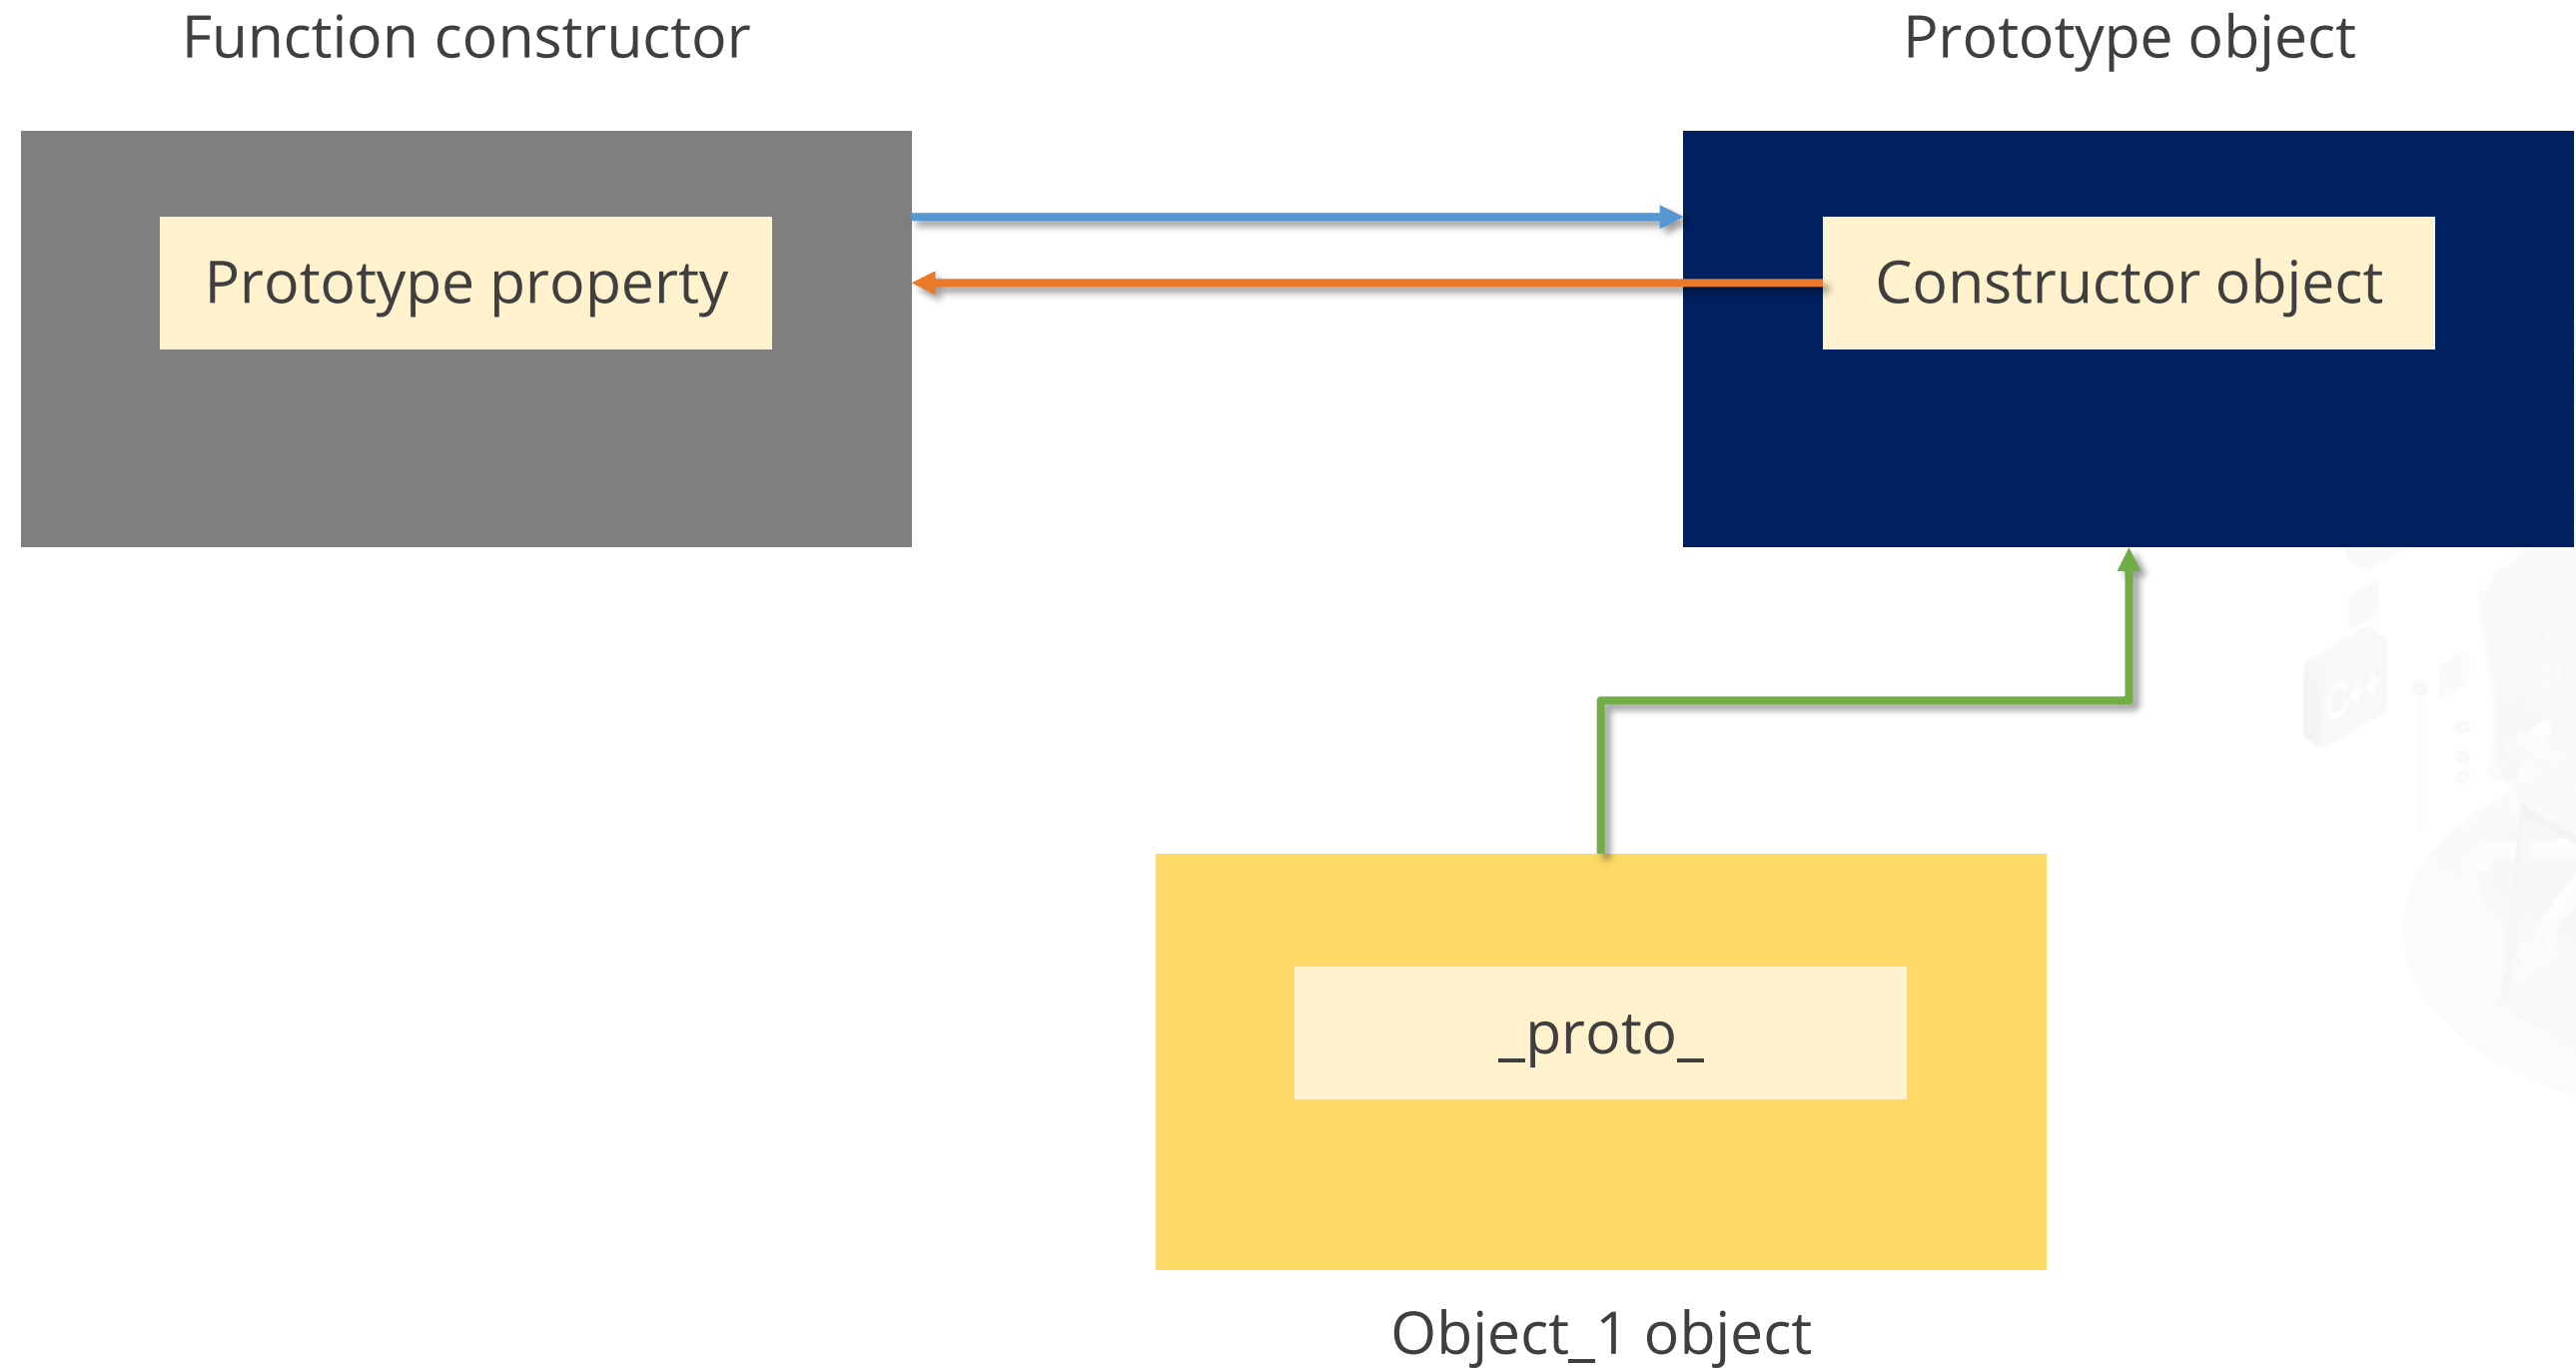 Function constructor
Prototype object
Prototype property
Constructor object
C++
_proto_
Object_1 object